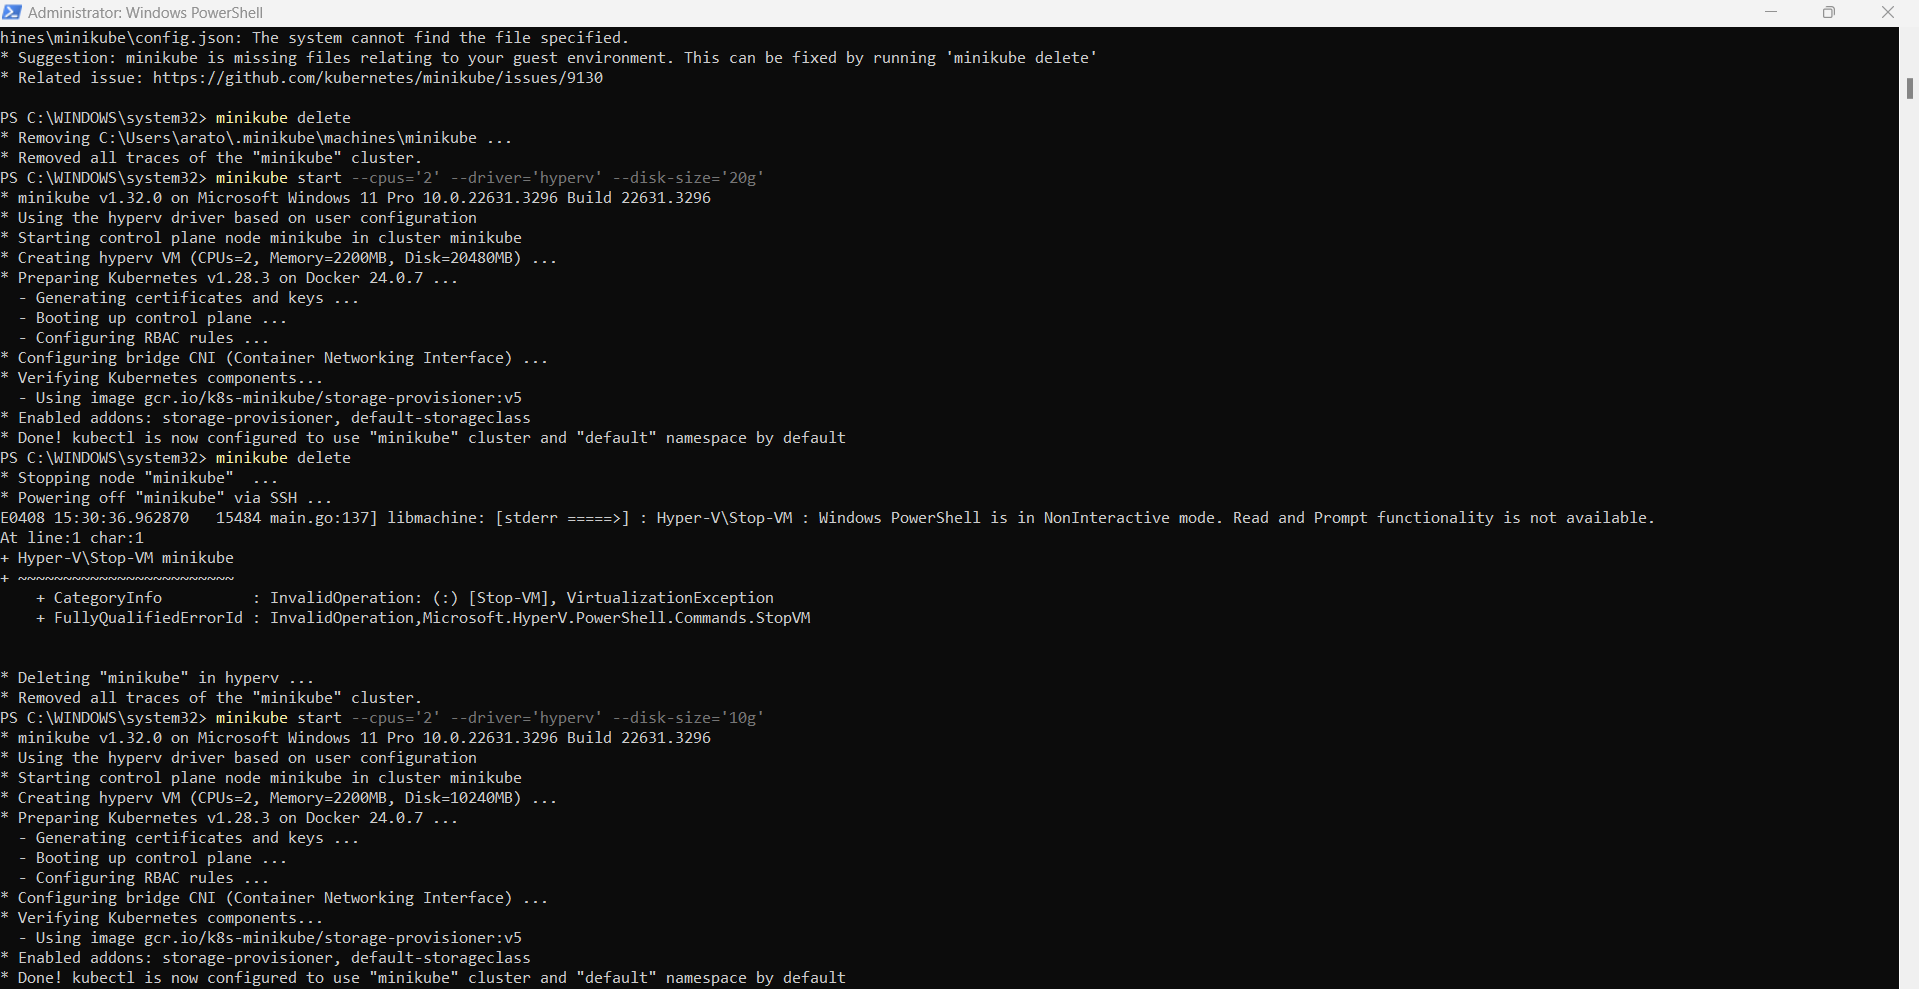 Administrator: Windows PowerShell
hines\minikube\config.json: The system cannot find the file specified.
* Suggestion: minikube is missing files relating to your guest environment. This can be fixed by running 'minikube delete'
* Related issue: https://github.com/kubernetes/minikube/issues/9130
PS C:\WINDOWS\system32> minikube delete
* Removing C:\Users\arato\.minikube\machines\minikube ...
* Removed all traces of the "minikube" cluster.
PS C:\WINDOWS\system32> minikube start --cpus='2' --driver='hyperv' --disk-size='20g'
* minikube v1.32.0 on Microsoft Windows 11 Pro 10.0.22631.3296 Build 22631.3296
* Using the hyperv driver based on user configuration
* Starting control plane node minikube in cluster minikube
* Creating hyperv VM (CPUs=2, Memory=2200MB, Disk=20480MB) ...
* Preparing Kubernetes v1.28.3 on Docker 24.0.7 ...
  - Generating certificates and keys ...
  - Booting up control plane ...
  - Configuring RBAC rules ...
* Configuring bridge CNI (Container Networking Interface) ...
* Verifying Kubernetes components...
  - Using image gcr.io/k8s-minikube/storage-provisioner:v5
* Enabled addons: storage-provisioner, default-storageclass
* Done! kubectl is now configured to use "minikube" cluster and "default" namespace by default
PS C:\WINDOWS\system32> minikube delete
* Stopping node "minikube"  ...
* Powering off "minikube" via SSH ...
E0408 15:30:36.962870   15484 main.go:137] libmachine: [stderr =====>] : Hyper-V\Stop-VM : Windows PowerShell is in NonInteractive mode. Read and Prompt functionality is not available.
At line:1 char:1
+ Hyper-V\Stop-VM minikube
+ ~~~~~~~~~~~~~~~~~~~~~~~~
    + CategoryInfo          : InvalidOperation: (:) [Stop-VM], VirtualizationException
    + FullyQualifiedErrorId : InvalidOperation,Microsoft.HyperV.PowerShell.Commands.StopVM
* Deleting "minikube" in hyperv ...
* Removed all traces of the "minikube" cluster.
PS C:\WINDOWS\system32> minikube start --cpus='2' --driver='hyperv' --disk-size='10g'
* minikube v1.32.0 on Microsoft Windows 11 Pro 10.0.22631.3296 Build 22631.3296
* Using the hyperv driver based on user configuration
* Starting control plane node minikube in cluster minikube
* Creating hyperv VM (CPUs=2, Memory=2200MB, Disk=10240MB) ...
* Preparing Kubernetes v1.28.3 on Docker 24.0.7 ...
  - Generating certificates and keys ...
  - Booting up control plane ...
  - Configuring RBAC rules ...
* Configuring bridge CNI (Container Networking Interface) ...
* Verifying Kubernetes components...
  - Using image gcr.io/k8s-minikube/storage-provisioner:v5
* Enabled addons: storage-provisioner, default-storageclass
* Done! kubectl is now configured to use "minikube" cluster and "default" namespace by default